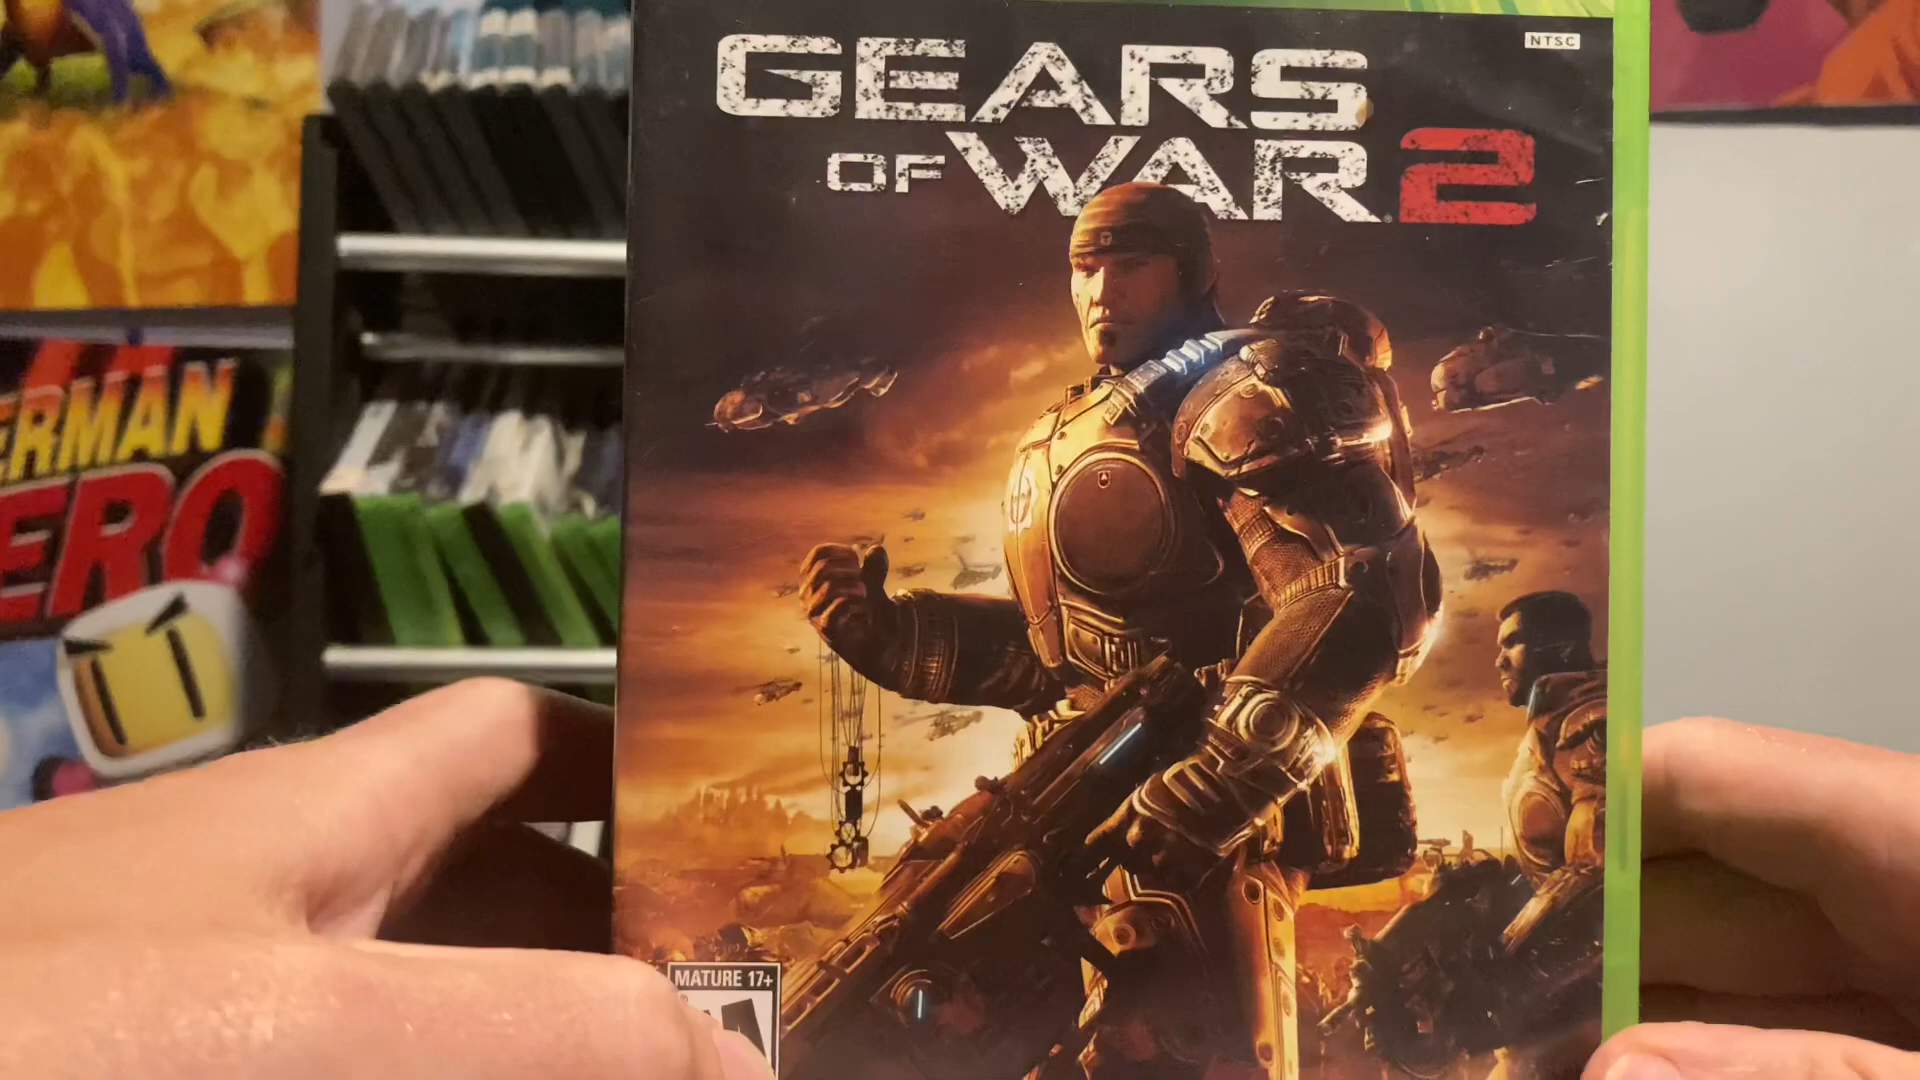 GEARS
OF WAR 2
NTSC
ERMAN
ERO
MATURE 17+